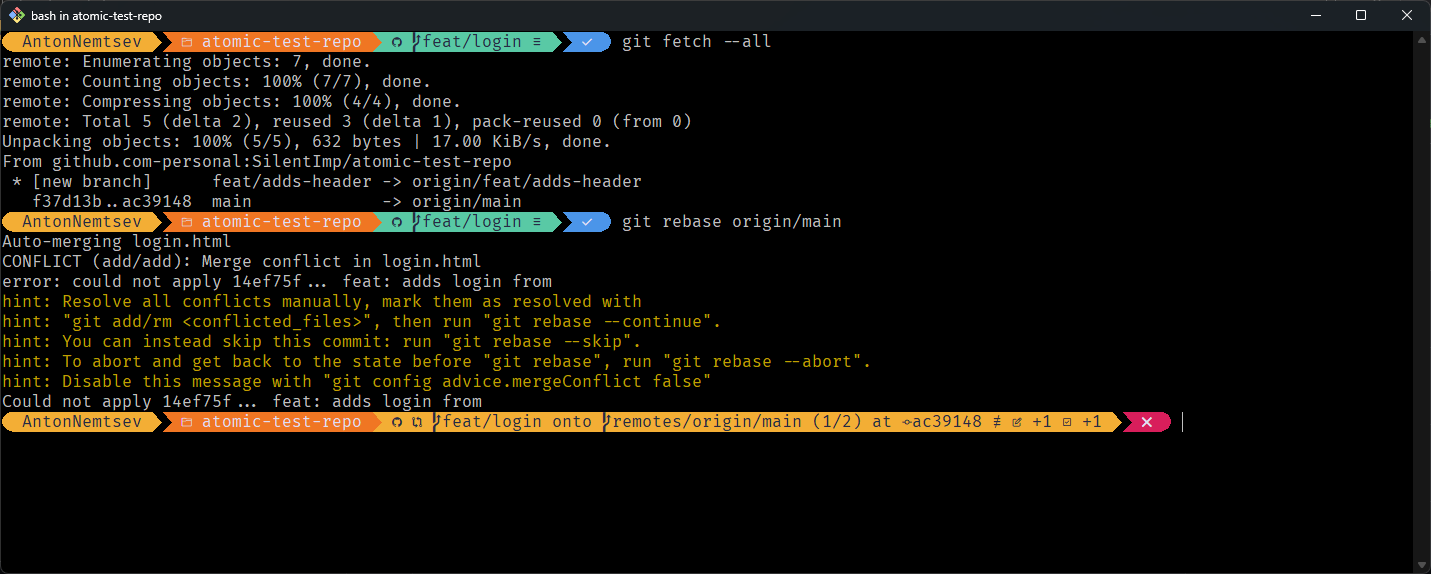 bash in atomic-test-repo
AntonNemtsev atomic-test-repo feat/login ≡ ✓ git fetch --all
remote: Enumerating objects: 7, done.
remote: Counting objects: 100% (7/7), done.
remote: Compressing objects: 100% (4/4), done.
remote: Total 5 (delta 2), reused 3 (delta 1), pack-reused 0 (from 0)
Unpacking objects: 100% (5/5), 632 bytes | 17.00 KiB/s, done.
From github.com-personal:SilentImp/atomic-test-repo
* [new branch]      feat/adds-header -> origin/feat/adds-header
f37d13b..ac39148  main             -> origin/main
AntonNemtsev atomic-test-repo feat/login ≡ ✓ git rebase origin/main
Auto-merging login.html
CONFLICT (add/add): Merge conflict in login.html
error: could not apply 14ef75f... feat: adds login from
hint: Resolve all conflicts manually, mark them as resolved with
hint: "git add/rm <conflicted_files>", then run "git rebase --continue".
hint: You can instead skip this commit: run "git rebase --skip".
hint: To abort and get back to the state before "git rebase", run "git rebase --abort".
hint: Disable this message with "git config advice.mergeConflict false"
Could not apply 14ef75f... feat: adds login from
AntonNemtsev atomic-test-repo feat/login onto remotes/origin/main (1/2) at ac39148 ≢ +1 +1 ✕